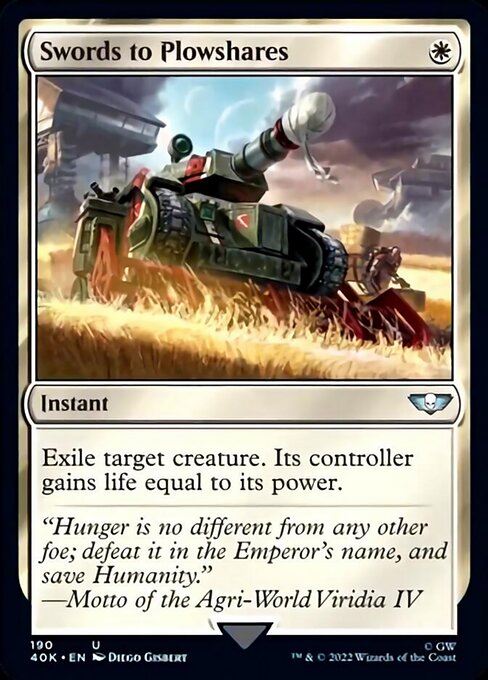 Swords to Plowshares
Instant
Exile target creature. Its controller
gains life equal to its power.
“Hunger is no different from any other
foe; defeat it in the Emperor’s name, and
save Humanity.”
—Motto of the Agri-World Viridia IV
190 U
40K • EN Diego Gisbert
© GW
™ & © 2022 Wizards of the Coast